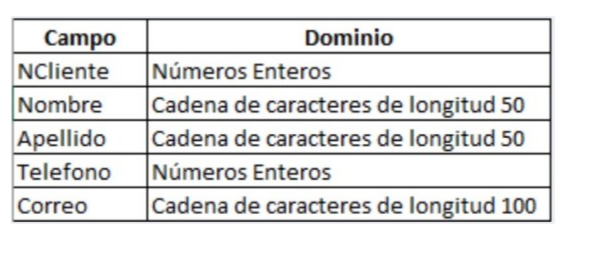 Campo Dominio
NCliente Números Enteros
Nombre Cadena de caracteres de longitud 50
Apellido Cadena de caracteres de longitud 50
Telefono Números Enteros
Correo Cadena de caracteres de longitud 100